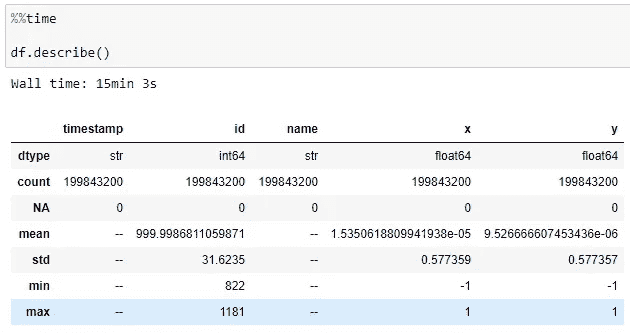 %%time
df.describe()
Wall time: 15min 3s
timestamp id name x y
dtype str int64 str float64 float64
count 199843200 199843200 199843200 199843200 199843200
NA 0 0 0 0 0
mean -- 999.9986811059871 -- 1.5350618809941938e-05 9.526666607453436e-06
std -- 31.6235 -- 0.577359 0.577357
min -- 822 -- -1 -1
max -- 1181 -- 1 1